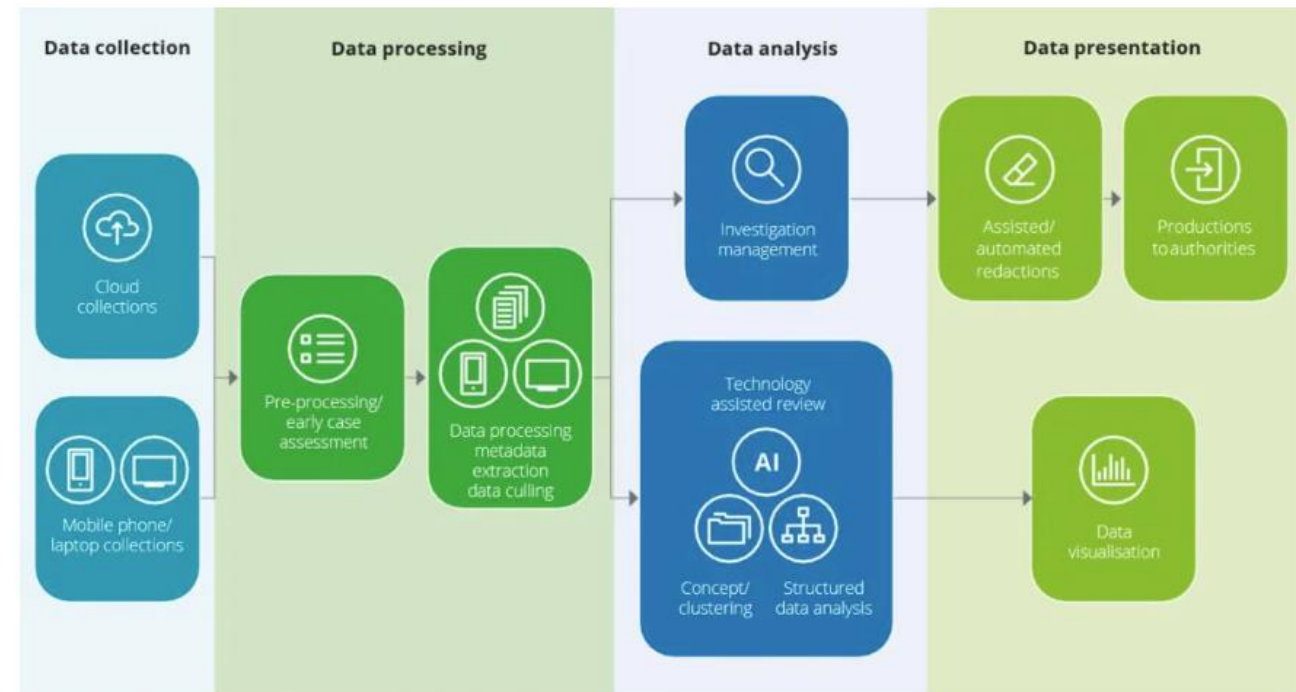 Data collection
Data processing
Data analysis
Data presentation
Cloud
collections
Mobile phone/
laptop collections
Pre-processing/
early case
assessment
Data processing
metadata
extraction
data culling
Investigation
management
Technology
assisted review
AI
Concept/
clustering
Structured
data analysis
Assisted/
automated
redactions
Productions
to authorities
Data
visualisation